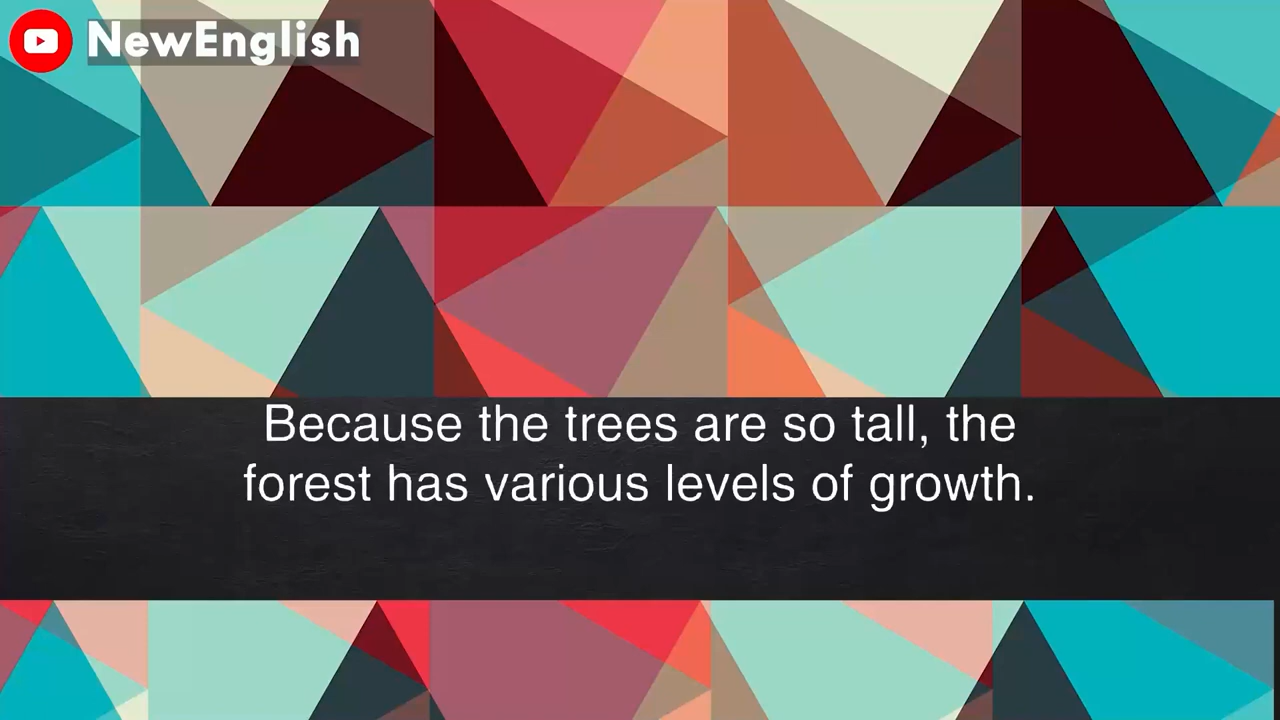 NewEnglish
Because the trees are so tall, the
forest has various levels of growth.